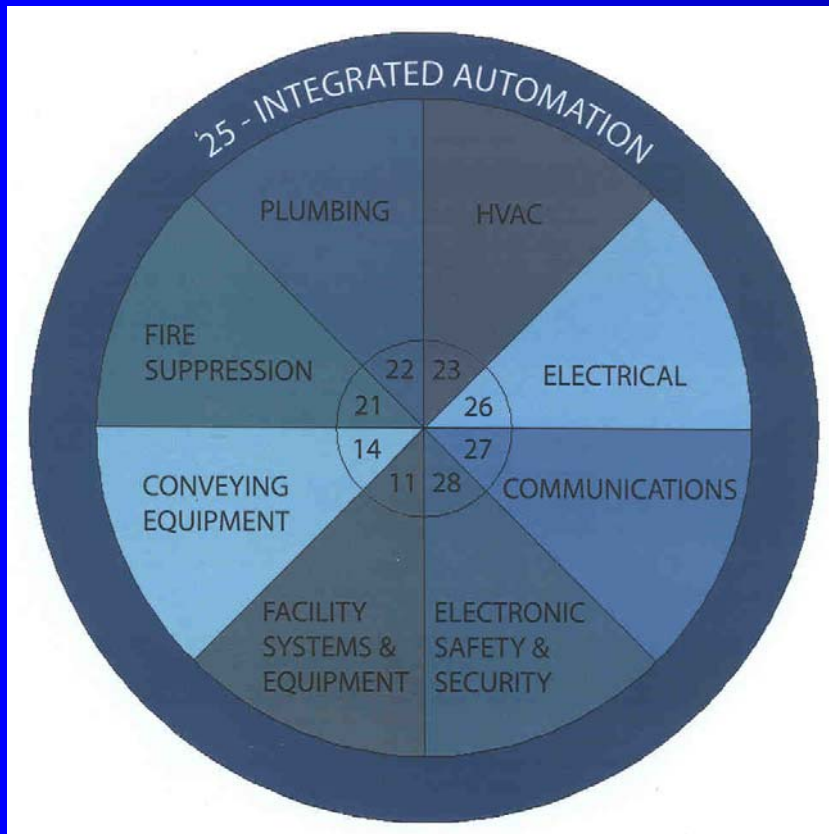 '25 - INTEGRATED AUTOMATION
PLUMBING
HVAC
FIRE
SUPPRESSION
ELECTRICAL
22
23
21
26
14
27
11
28
CONVEYING
EQUIPMENT
COMMUNICATIONS
FACILITY
SYSTEMS &
EQUIPMENT
ELECTRONIC
SAFETY &
SECURITY